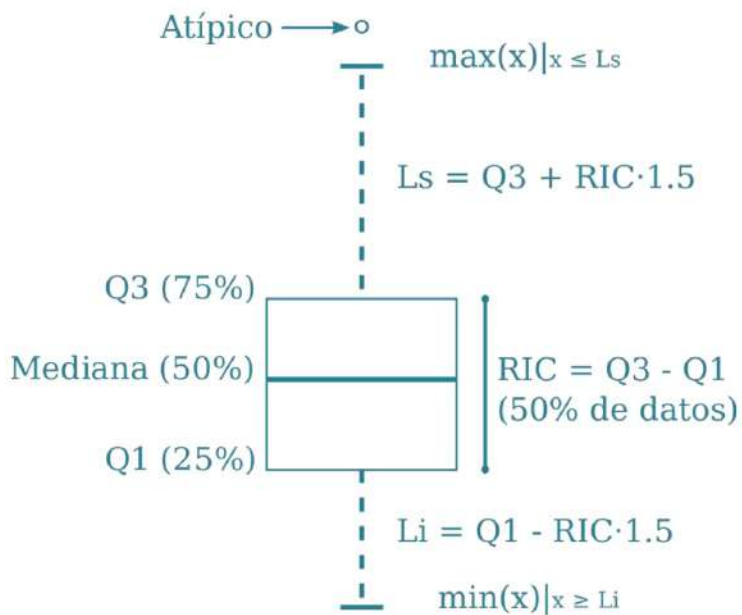 Atípico
max(x)|x ≤ Ls
Ls = Q3 + RIC·1.5
Q3 (75%)
Mediana (50%)
RIC = Q3 - Q1
(50% de datos)
Q1 (25%)
Li = Q1 - RIC·1.5
min(x)|x ≥ Li